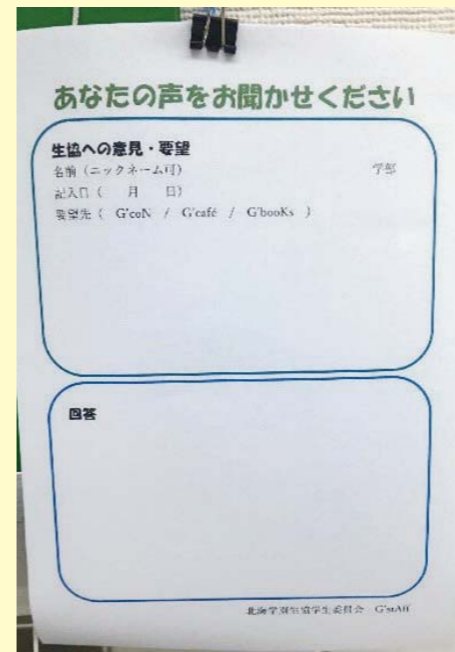 あなたの声をお聞かせください
生協への意見・要望
名前(ニックネーム可) 学部
記入日( 月 日)
要望先( G'coN / G'café / G'booKs )
回答
北海学園生協学生委員会 G'stAff